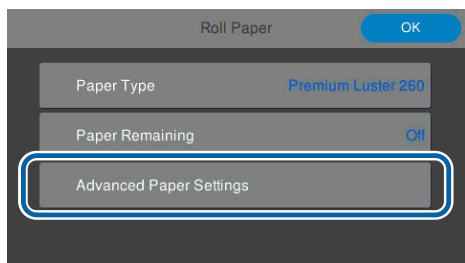 Roll Paper OK
Paper Type Premium Luster 260
Paper Remaining Off
Advanced Paper Settings